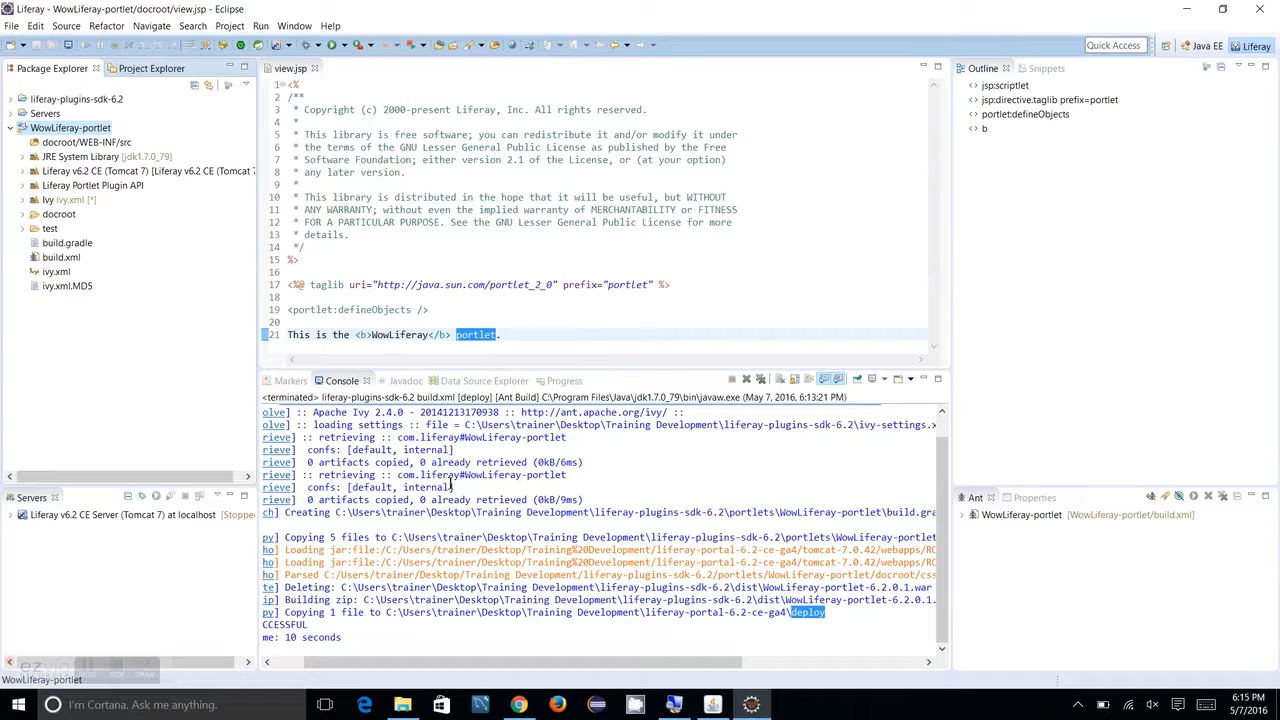 Liferay - WowLiferay-portlet/docroot/view.jsp - Eclipse
File Edit Source Refactor Navigate Search Project Run Window Help
Quick Access
Java EE
Liferay
Package Explorer
Project Explorer
liferay-plugins-sdk-6.2
Servers
WowLiferay-portlet
docroot/WEB-INF/src
JRE System Library [jdk1.7.0_79]
Liferay v6.2 CE (Tomcat 7) [Liferay v6.2 CE (Tomcat 7
Liferay Portlet Plugin API
Ivy ivy.xml [*]
docroot
test
build.gradle
build.xml
ivy.xml
ivy.xml.MD5
view.jsp
1 <%
2 /**
3 * Copyright (c) 2000-present Liferay, Inc. All rights reserved.
4 *
5 * This library is free software; you can redistribute it and/or modify it under
6 * the terms of the GNU Lesser General Public License as published by the Free
7 * Software Foundation; either version 2.1 of the License, or (at your option)
8 * any later version.
9 *
10 * This library is distributed in the hope that it will be useful, but WITHOUT
11 * ANY WARRANTY; without even the implied warranty of MERCHANTABILITY or FITNESS
12 * FOR A PARTICULAR PURPOSE. See the GNU Lesser General Public License for more
13 * details.
14 */
15 %>
16
17 <%@ taglib uri="http://java.sun.com/portlet_2_0" prefix="portlet" %>
18
19 <portlet:defineObjects />
20
21 This is the <b>WowLiferay</b> portlet.
Outline
Snippets
jsp:scriptlet
jsp:directive.taglib prefix=portlet
portlet:defineObjects
b
Markers
Console
Javadoc
Data Source Explorer
Progress
<terminated> liferay-plugins-sdk-6.2 build.xml [deploy] [Ant Build] C:\Program Files\Java\jdk1.7.0_79\bin\javaw.exe (May 7, 2016, 6:13:21 PM)
olve] :: Apache Ivy 2.4.0 - 20141213170938 :: http://ant.apache.org/ivy/ ::
olve] :: loading settings :: file = C:\Users\trainer\Desktop\Training Development\liferay-plugins-sdk-6.2\ivy-settings.x
rieve] :: retrieving :: com.liferay#WowLiferay-portlet
rieve] confs: [default, internal]
rieve] 0 artifacts copied, 0 already retrieved (0kB/6ms)
rieve] :: retrieving :: com.liferay#WowLiferay-portlet
rieve] confs: [default, internal]
rieve] 0 artifacts copied, 0 already retrieved (0kB/9ms)
ch] Creating C:\Users\trainer\Desktop\Training Development\liferay-plugins-sdk-6.2\portlets\WowLiferay-portlet\build.gra
py] Copying 5 files to C:\Users\trainer\Desktop\Training Development\liferay-plugins-sdk-6.2\portlets\WowLiferay-portlet
ho] Loading jar:file:/C:/Users/trainer/Desktop/Training%20Development/liferay-portal-6.2-ce-ga4/tomcat-7.0.42/webapps/RO
ho] Loading jar:file:/C:/Users/trainer/Desktop/Training%20Development/liferay-portal-6.2-ce-ga4/tomcat-7.0.42/webapps/RO
ho] Parsed C:/Users/trainer/Desktop/Training Development/liferay-plugins-sdk-6.2/portlets/WowLiferay-portlet/docroot/css
te] Deleting: C:\Users\trainer\Desktop\Training Development\liferay-plugins-sdk-6.2\dist\WowLiferay-portlet-6.2.0.1.war
ip] Building zip: C:\Users\trainer\Desktop\Training Development\liferay-plugins-sdk-6.2\dist\WowLiferay-portlet-6.2.0.1.
py] Copying 1 file to C:\Users\trainer\Desktop\Training Development\liferay-portal-6.2-ce-ga4\deploy
CCESSFUL
me: 10 seconds
Servers
Liferay v6.2 CE Server (Tomcat 7) at localhost [Stopped
Ant
Properties
WowLiferay-portlet [WowLiferay-portlet/build.xml]
ezvid
PAUSE STOP DRAW
WowLiferay-portlet
I'm Cortana. Ask me anything.
6:15 PM
5/7/2016